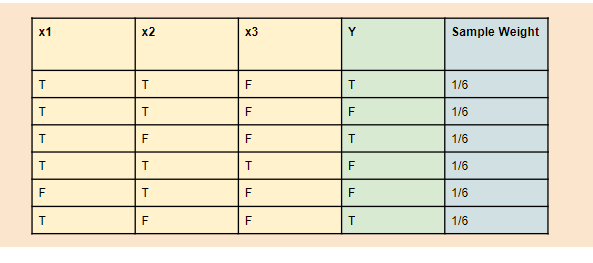 x1 x2 x3 Y Sample Weight
T T F T 1/6
T T F F 1/6
T F F T 1/6
T T T F 1/6
F T F F 1/6
T F F T 1/6